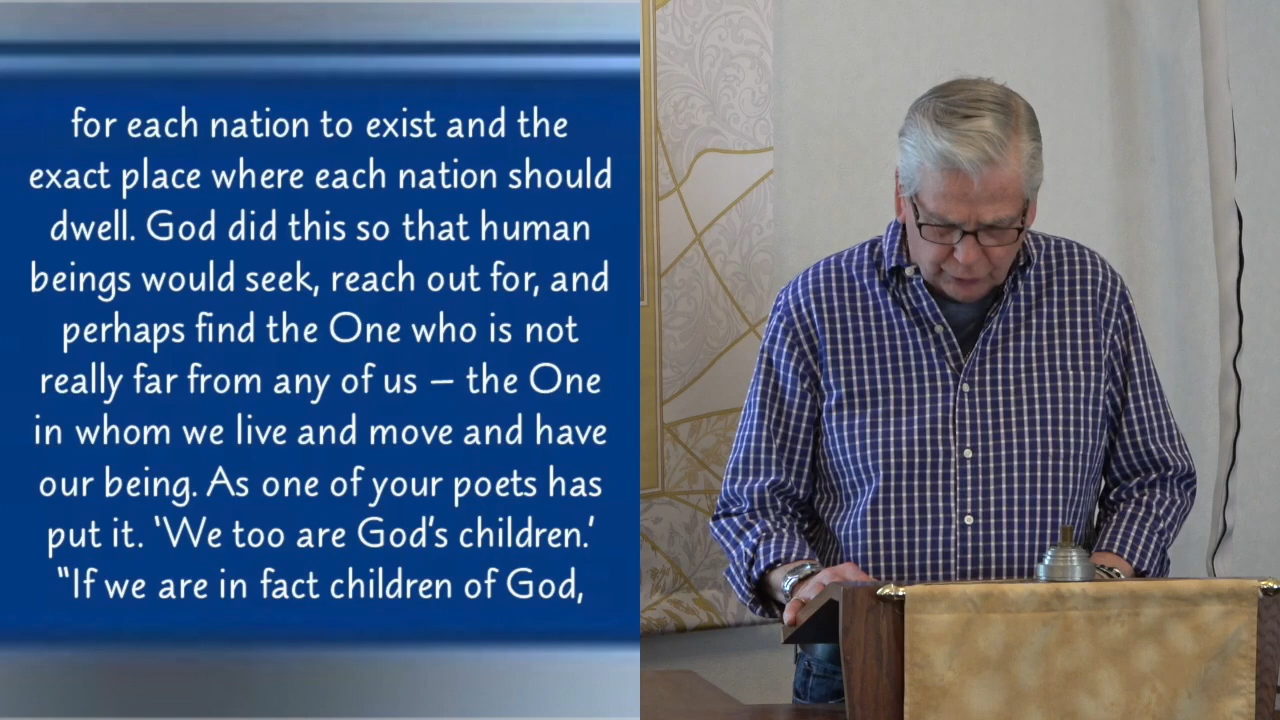 for each nation to exist and the
exact place where each nation should
dwell. God did this so that human
beings would seek, reach out for, and
perhaps find the One who is not
really far from any of us – the One
in whom we live and move and have
our being. As one of your poets has
put it. ‘We too are God’s children.’
“If we are in fact children of God,